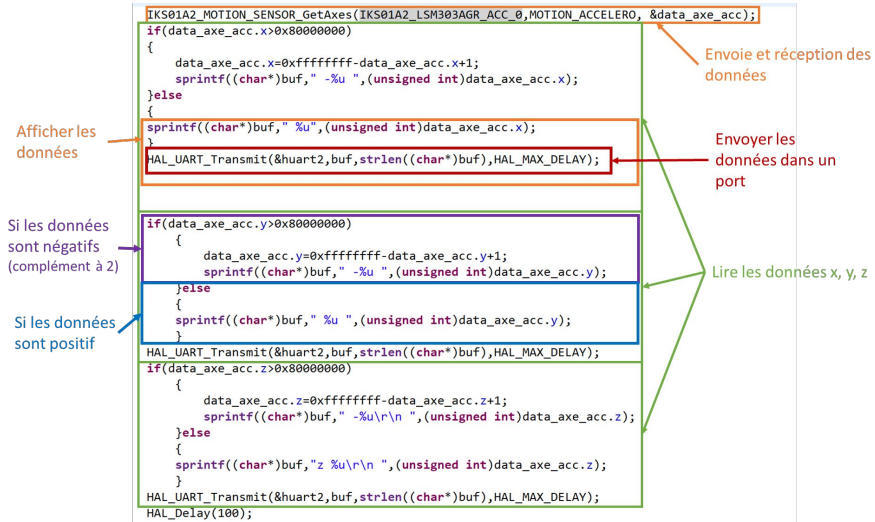 IKS01A2_MOTION_SENSOR_GetAxes(IKS01A2_LSM303AGR_ACC_0,MOTION_ACCELERO, &data_axe_acc);
if(data_axe_acc.x>0x80000000)
{
data_axe_acc.x=0xffffffff-data_axe_acc.x+1;
sprintf((char*)buf," -%u ",(unsigned int)data_axe_acc.x);
}else
{
sprintf((char*)buf," %u",(unsigned int)data_axe_acc.x);
}
HAL_UART_Transmit(&huart2,buf,strlen((char*)buf),HAL_MAX_DELAY);
if(data_axe_acc.y>0x80000000)
{
data_axe_acc.y=0xffffffff-data_axe_acc.y+1;
sprintf((char*)buf," -%u ",(unsigned int)data_axe_acc.y);
}else
{
sprintf((char*)buf," %u ",(unsigned int)data_axe_acc.y);
}
HAL_UART_Transmit(&huart2,buf,strlen((char*)buf),HAL_MAX_DELAY);
if(data_axe_acc.z>0x80000000)
{
data_axe_acc.z=0xffffffff-data_axe_acc.z+1;
sprintf((char*)buf," -%u\r\n ",(unsigned int)data_axe_acc.z);
}else
{
sprintf((char*)buf,"z %u\r\n ",(unsigned int)data_axe_acc.z);
}
HAL_UART_Transmit(&huart2,buf,strlen((char*)buf),HAL_MAX_DELAY);
HAL_Delay(100);
Envoie et réception des
données
Afficher les
données
Envoyer les
données dans un
port
Si les données
sont négatifs
(complément à 2)
Lire les données x, y, z
Si les données
sont positif